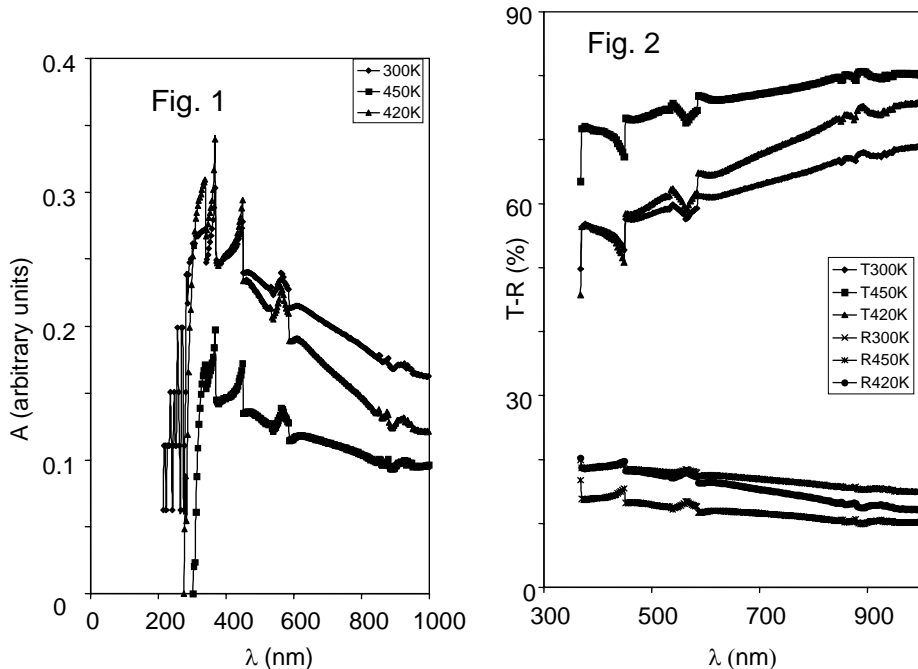 Fig. 1
A (arbitrary units)
0.4
0.3
0.2
0.1
0
0
200
400
600
800
1000
λ (nm)
300K
450K
420K
Fig. 2
T-R (%)
90
60
30
0
300
500
700
900
λ (nm)
T300K
T450K
T420K
R300K
R450K
R420K